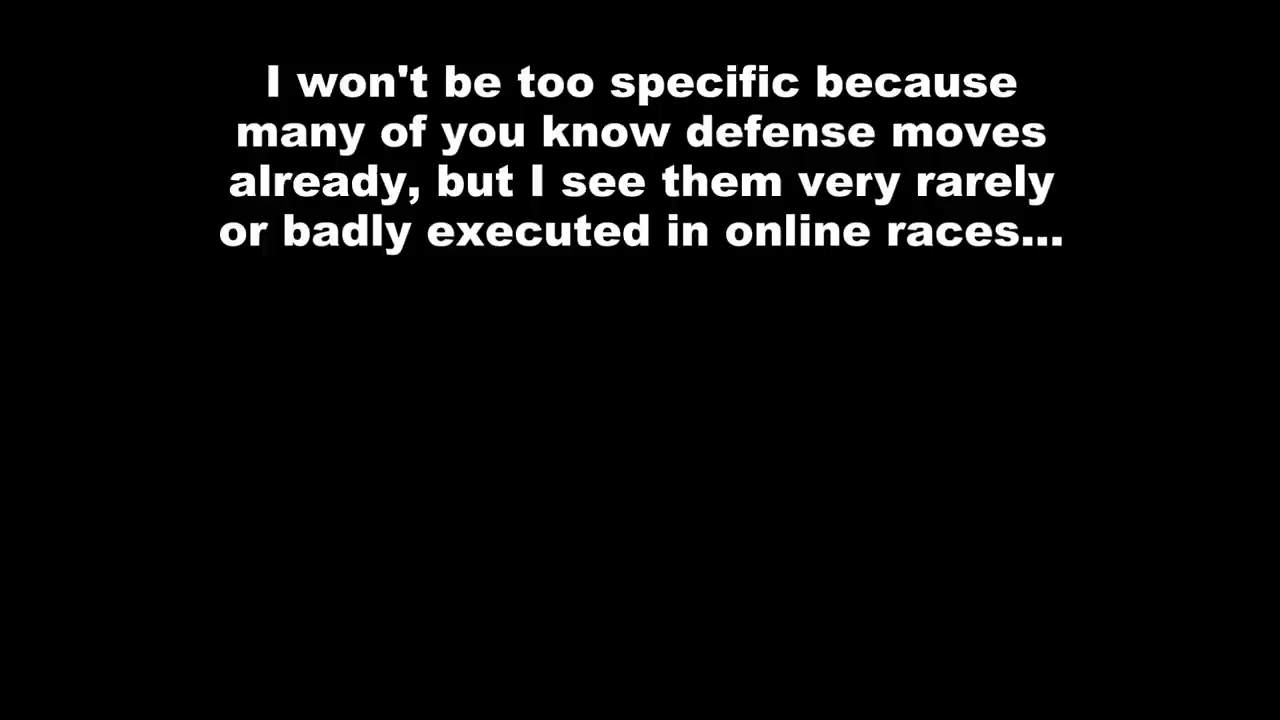 I won't be too specific because
many of you know defense moves
already, but I see them very rarely
or badly executed in online races...